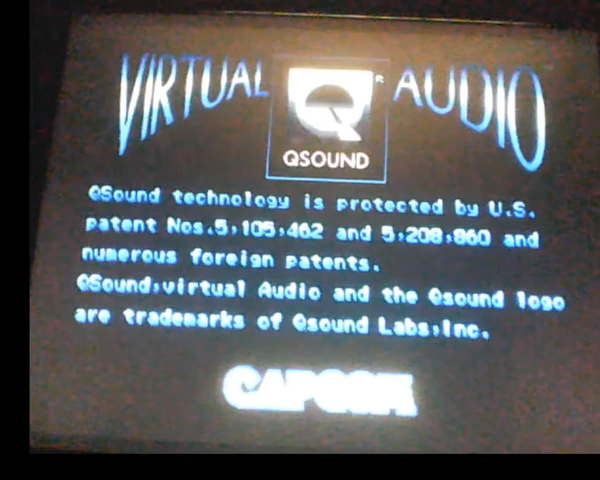 VIRTUAL Q® AUDIO
QSOUND
QSound technology is protected by U.S.
patent Nos.5,105,462 and 5,208,860 and
numerous foreign patents.
QSound,virtual Audio and the Qsound logo
are trademarks of Qsound Labs,Inc.
CAPCOM